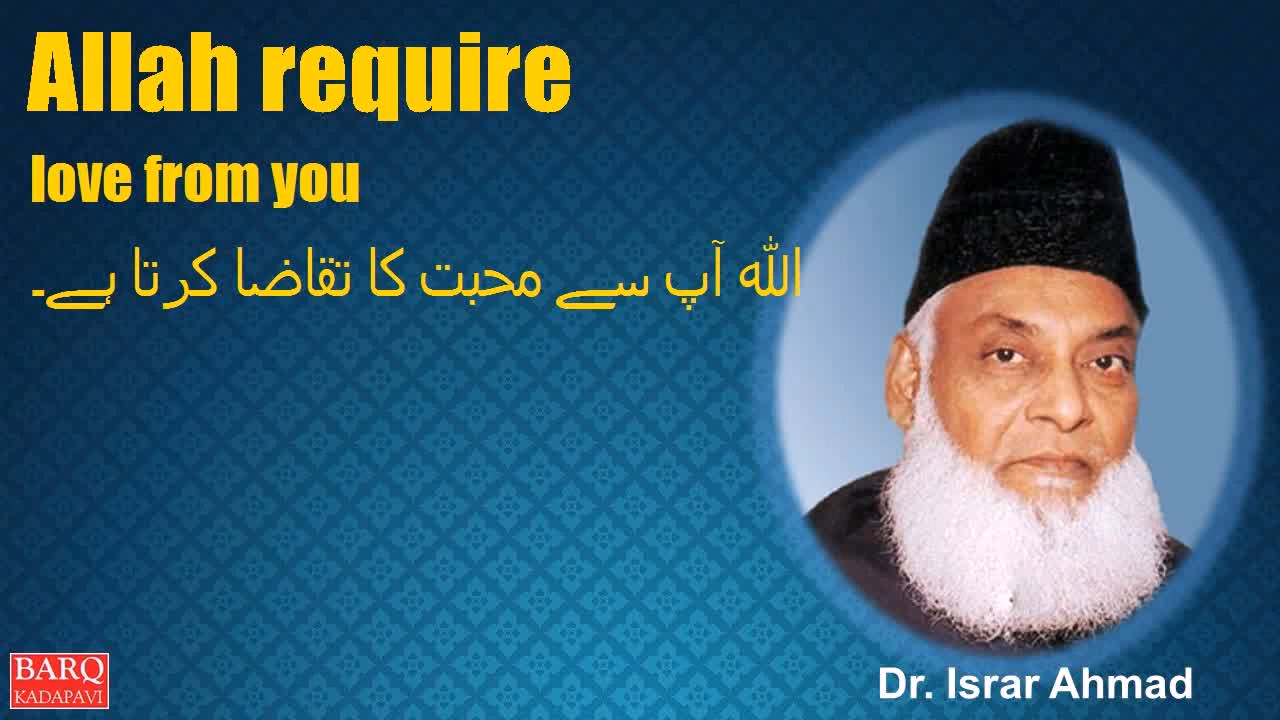 Allah require
love from you
اللہ آپ سے محبت کا تقاضا کرتا ہے۔
BARQ
KADAPAVI
Dr. Israr Ahmad